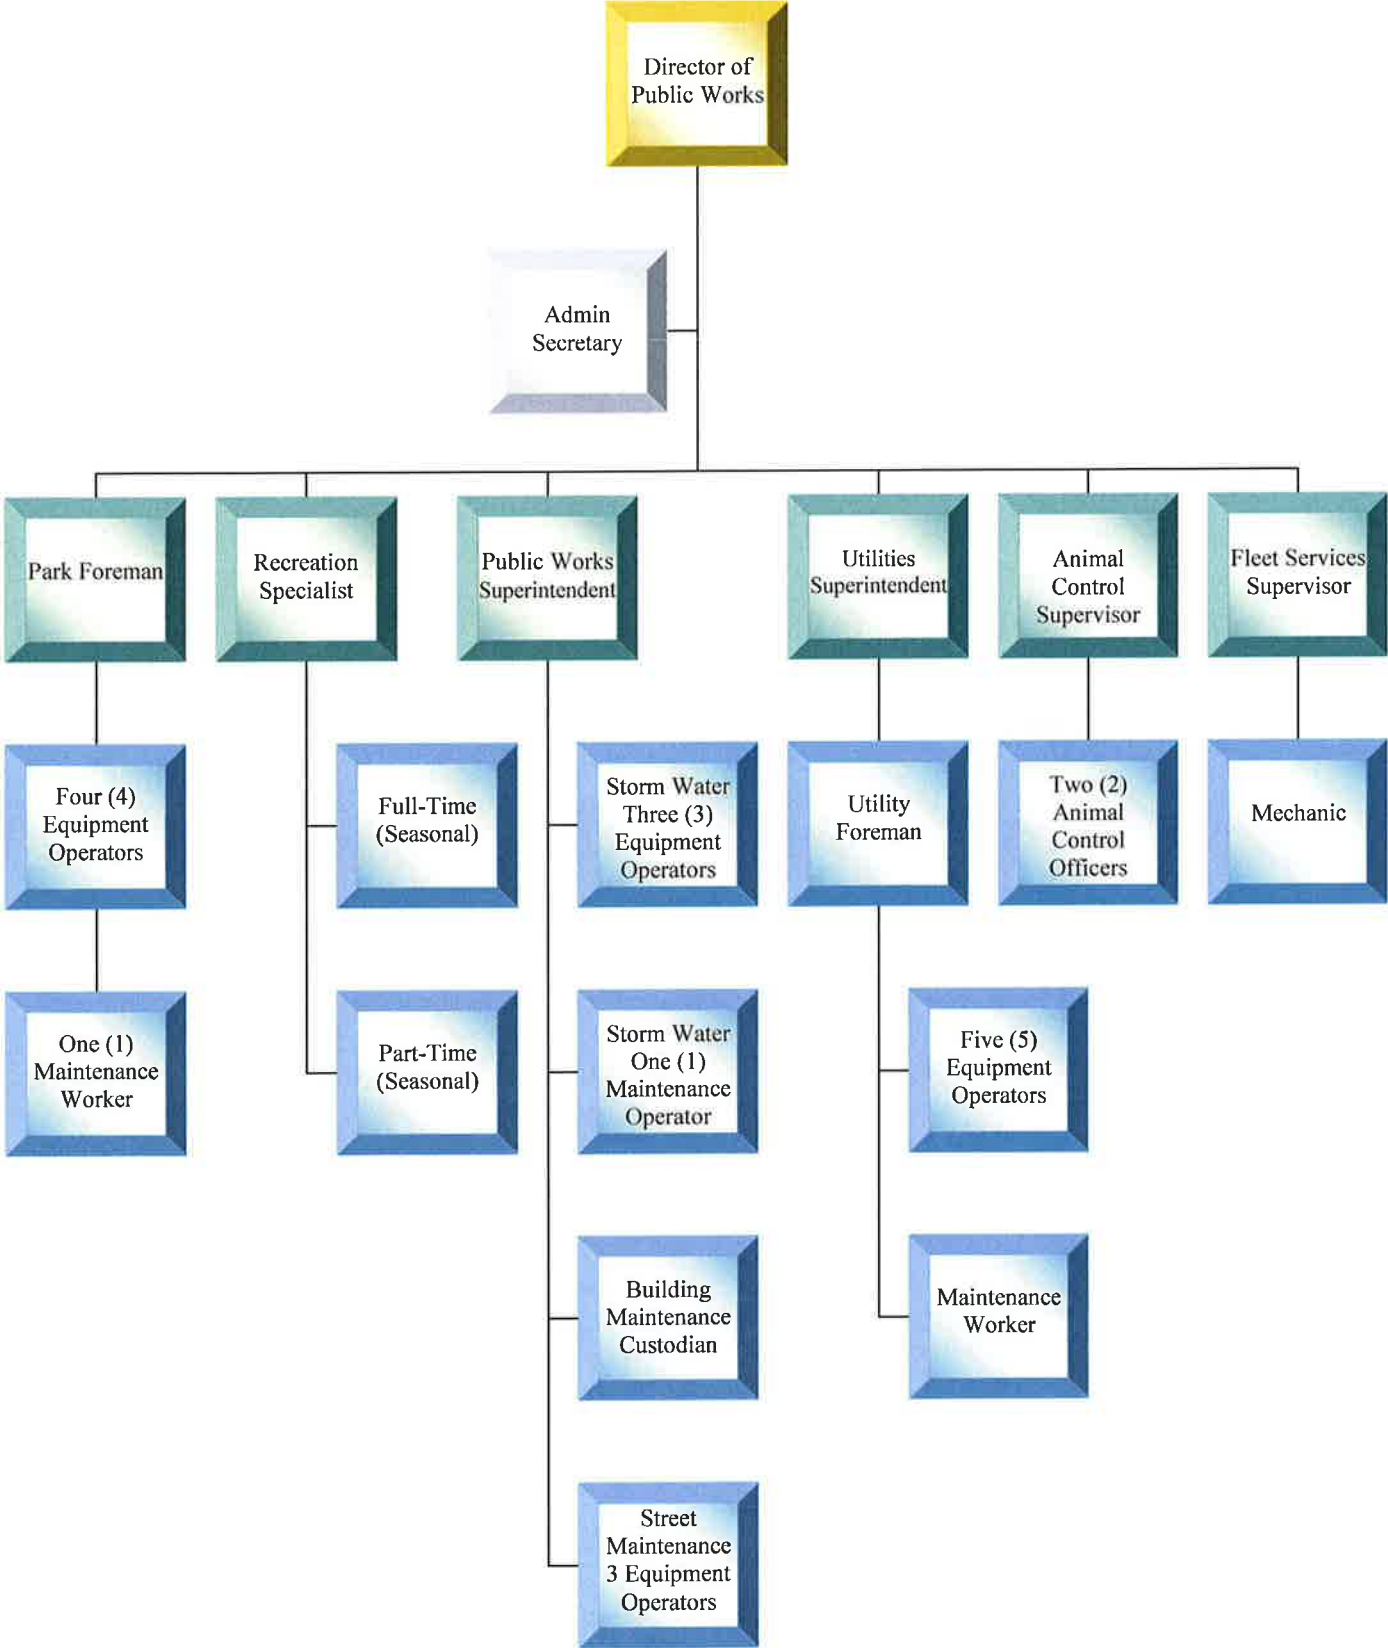 Director of
Public Works
Admin
Secretary
Park Foreman
Recreation
Specialist
Public Works
Superintendent
Utilities
Superintendent
Animal
Control
Supervisor
Fleet Services
Supervisor
Four (4)
Equipment
Operators
Full-Time
(Seasonal)
Storm Water
Three (3)
Equipment
Operators
Utility
Foreman
Two (2)
Animal
Control
Officers
Mechanic
One (1)
Maintenance
Worker
Part-Time
(Seasonal)
Storm Water
One (1)
Maintenance
Operator
Five (5)
Equipment
Operators
Building
Maintenance
Custodian
Maintenance
Worker
Street
Maintenance
3 Equipment
Operators